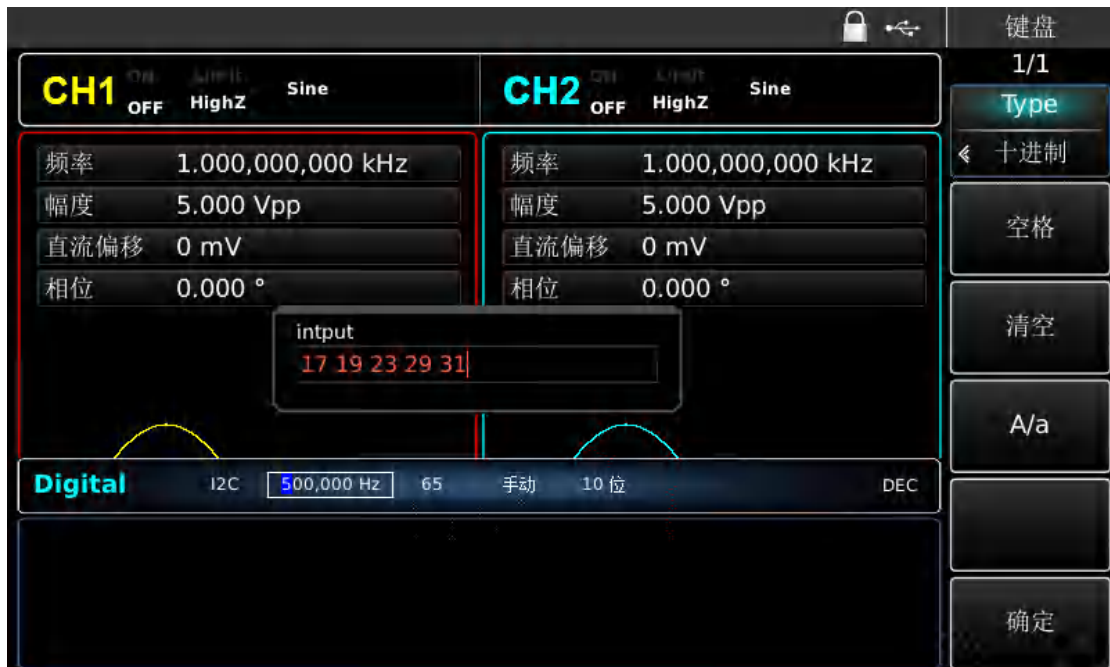 键盘
1/1
CH1 OFF HighZ Sine
CH2 OFF HighZ Sine
Type
十进制
频率 1.000,000,000 kHz
幅度 5.000 Vpp
直流偏移 0 mV
相位 0.000 °
频率 1.000,000,000 kHz
幅度 5.000 Vpp
直流偏移 0 mV
相位 0.000 °
空格
清空
A/a
确定
intput
17 19 23 29 31
Digital I2C 500,000 Hz 65 手动 10 位 DEC